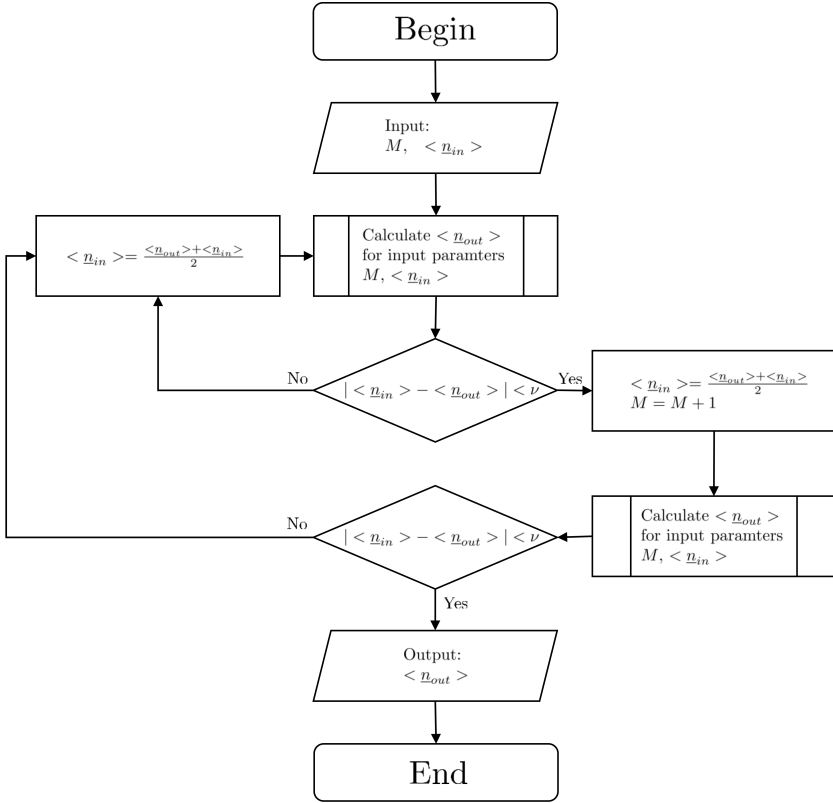 Begin
Input:
M, < n_in >
< n_in >= (< n_out >+< n_in >)/2
Calculate < n_out >
for input paramters
M, < n_in >
No
| < n_in > − < n_out > | < ν
Yes
< n_in >= (< n_out >+< n_in >)/2
M = M + 1
Calculate < n_out >
for input paramters
M, < n_in >
No
| < n_in > − < n_out > | < ν
Yes
Output:
< n_out >
End